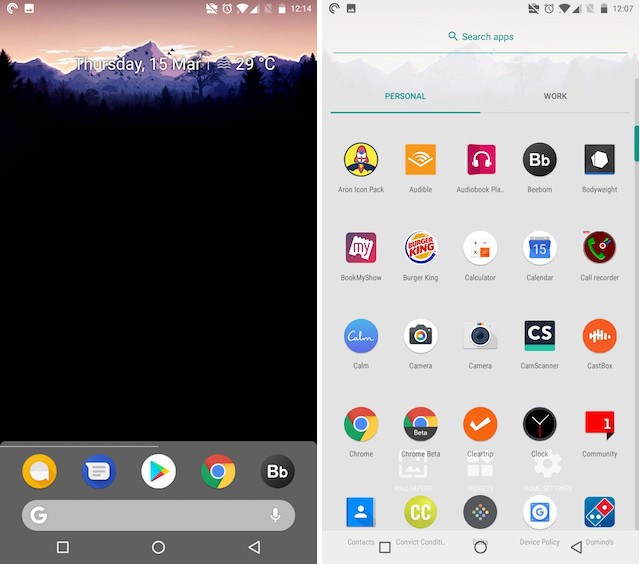 12:14
Thursday, 15 Mar | 29 °C
Bb
G
12:07
Search apps
PERSONAL WORK
Bb
Aron Icon Pack Audible Audiobook Pla.. Beebom Bodyweight
my BURGER KING 15
BookMyShow Burger King Calculator Calendar Call recorder
Calm CS
Calm Camera Camera CamScanner CastBox
Beta 1
Chrome Chrome Beta Cleartrip Clock Community
WALLPAPERS WIDGETS HOME SETTINGS
CC G
Contacts Convict Conditi.. Device Policy Domino's